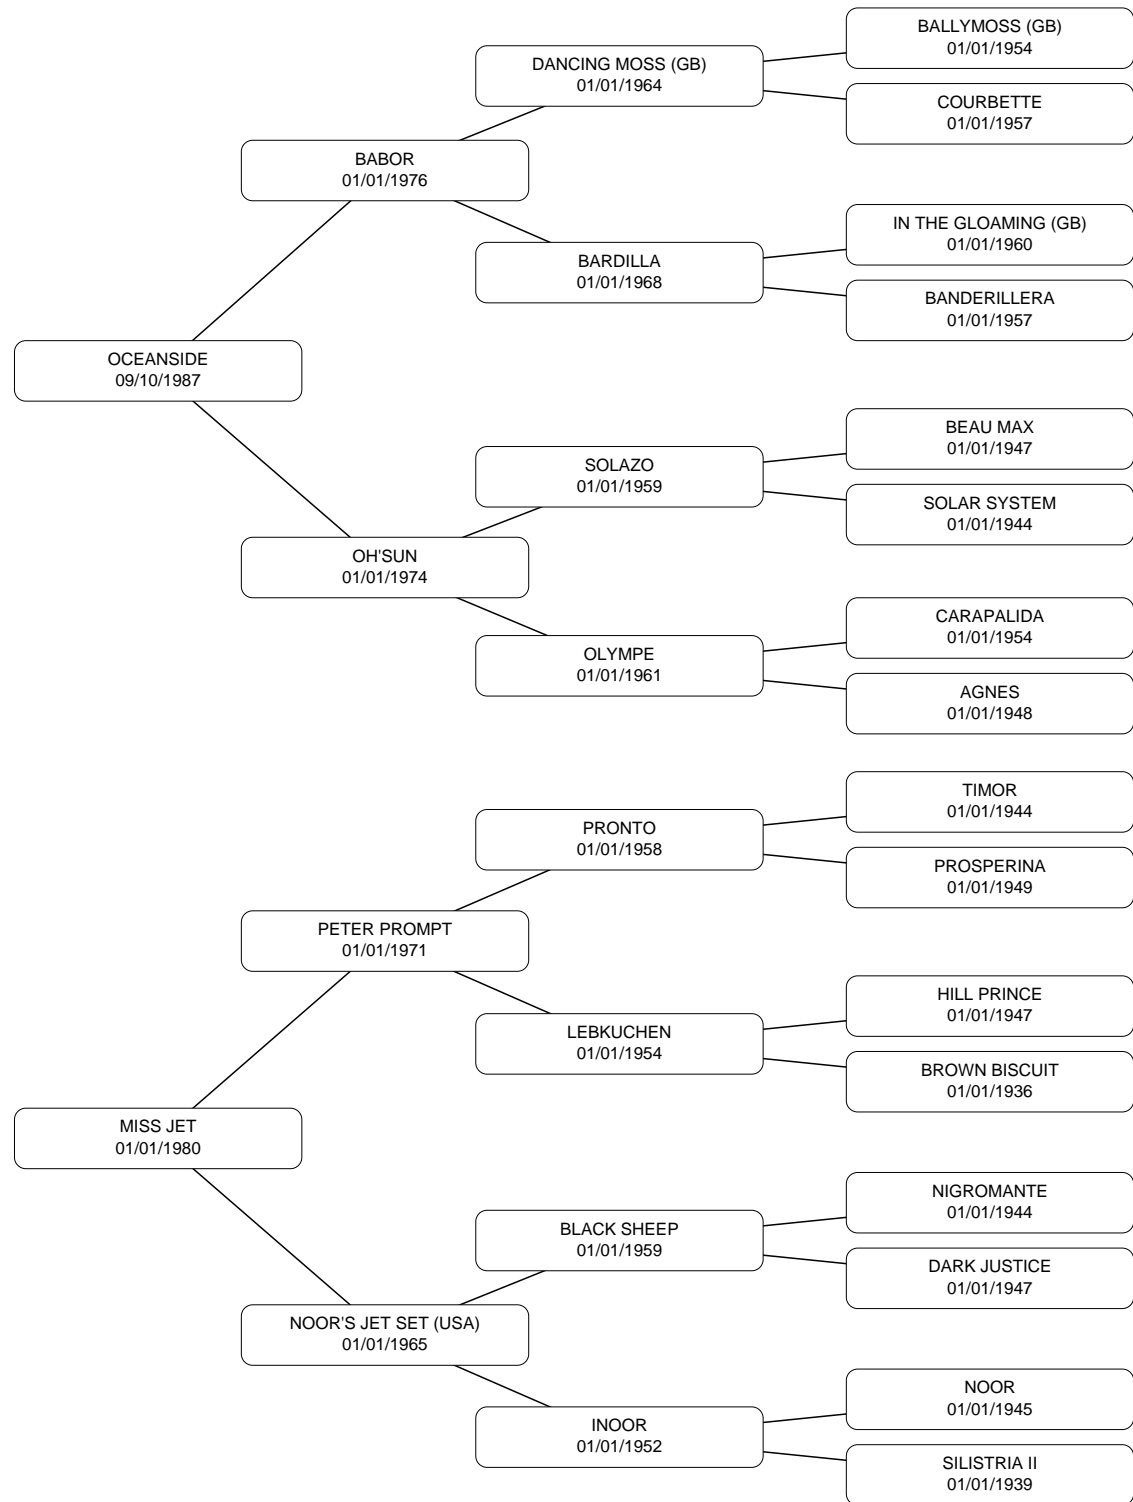 BALLYMOSS (GB)
01/01/1954
DANCING MOSS (GB)
01/01/1964
COURBETTE
01/01/1957
BABOR
01/01/1976
IN THE GLOAMING (GB)
01/01/1960
BARDILLA
01/01/1968
BANDERILLERA
01/01/1957
OCEANSIDE
09/10/1987
BEAU MAX
01/01/1947
SOLAZO
01/01/1959
SOLAR SYSTEM
01/01/1944
OH'SUN
01/01/1974
CARAPALIDA
01/01/1954
OLYMPE
01/01/1961
AGNES
01/01/1948
TIMOR
01/01/1944
PRONTO
01/01/1958
PROSPERINA
01/01/1949
PETER PROMPT
01/01/1971
HILL PRINCE
01/01/1947
LEBKUCHEN
01/01/1954
BROWN BISCUIT
01/01/1936
MISS JET
01/01/1980
NIGROMANTE
01/01/1944
BLACK SHEEP
01/01/1959
DARK JUSTICE
01/01/1947
NOOR'S JET SET (USA)
01/01/1965
NOOR
01/01/1945
INOOR
01/01/1952
SILISTRIA II
01/01/1939